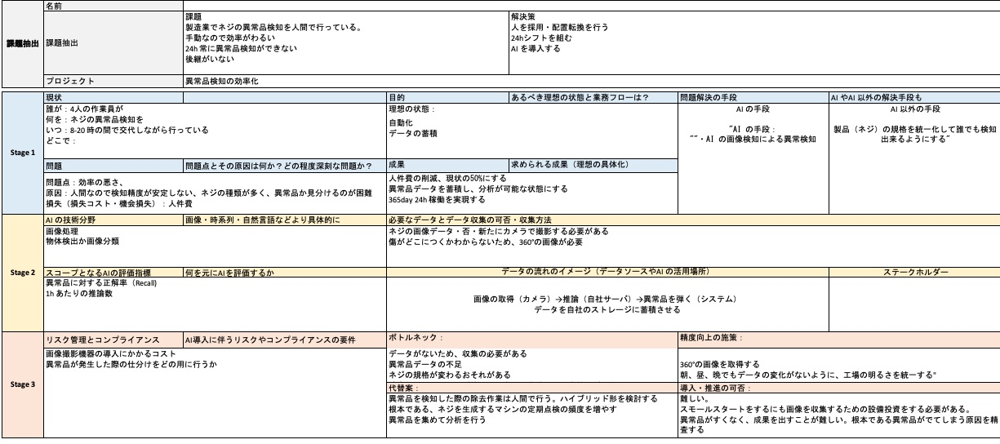 課題抽出
名前
課題抽出
課題
製造業でネジの異常品検知を人間で行っている。
手動なので効率がわるい
24h 常に異常品検知ができない
後継がいない
解決策
人を採用・配置転換を行う
24hシフトを組む
AI を導入する
プロジェクト
異常品検知の効率化
Stage 1
現状
誰が：4人の作業員が
何を：ネジの異常品検知を
いつ：8-20 時の間で交代しながら行っている
どこで：
目的
あるべき理想の状態と業務フローは？
理想の状態：
自動化
データの蓄積
問題解決の手段
AI の手段
"AI の手段：
""・AI の画像検知による異常検知
AI やAI 以外の解決手段も
AI 以外の手段
製品（ネジ）の規格を統一化して誰でも検知
出来るようにする"
問題
問題点とその原因は何か？どの程度深刻な問題か？
問題点：効率の悪さ、
原因：人間なので検知精度が安定しない、ネジの種類が多く、異常品か見分けるのが困難
損失（損失コスト・機会損失）：人件費
成果
求められる成果（理想の具体化）
人件費の削減、現状の50%にする
異常品データを蓄積し、分析が可能な状態にする
365day 24h 稼働を実現する
Stage 2
AI の技術分野
画像・時系列・自然言語などより具体的に
画像処理
物体検出か画像分類
必要なデータとデータ収集の可否・収集方法
ネジの画像データ・否・新たにカメラで撮影する必要がある
傷がどこにつくかわからないため、360°の画像が必要
スコープとなるAIの評価指標
何を元にAIを評価するか
異常品に対する正解率（Recall）
1h あたりの推論数
データの流れのイメージ（データソースやAI の活用場所）
画像の取得（カメラ）→推論（自社サーバ）→異常品を弾く（システム）
データを自社のストレージに蓄積させる
ステークホルダー
Stage 3
リスク管理とコンプライアンス
AI導入に伴うリスクやコンプライアンスの要件
画像撮影機器の導入にかかるコスト
異常品が発生した際の仕分けをどの用に行うか
ボトルネック：
データがないため、収集の必要がある
異常品データの不足
ネジの規格が変わるおそれがある
精度向上の施策：
360°の画像を取得する
朝、昼、晩でもデータの変化がないように、工場の明るさを統一する"
代替案：
異常品を検知した際の除去作業は人間で行う。ハイブリッド形を検討する
根本である、ネジを生成するマシンの定期点検の頻度を増やす
異常品を集めて分析を行う
導入・推進の可否：
難しい。
スモールスタートをするにも画像を収集するための設備投資をする必要がある。
異常品がすくなく、成果を出すことが難しい。根本である異常品がでてしまう原因を精
査する